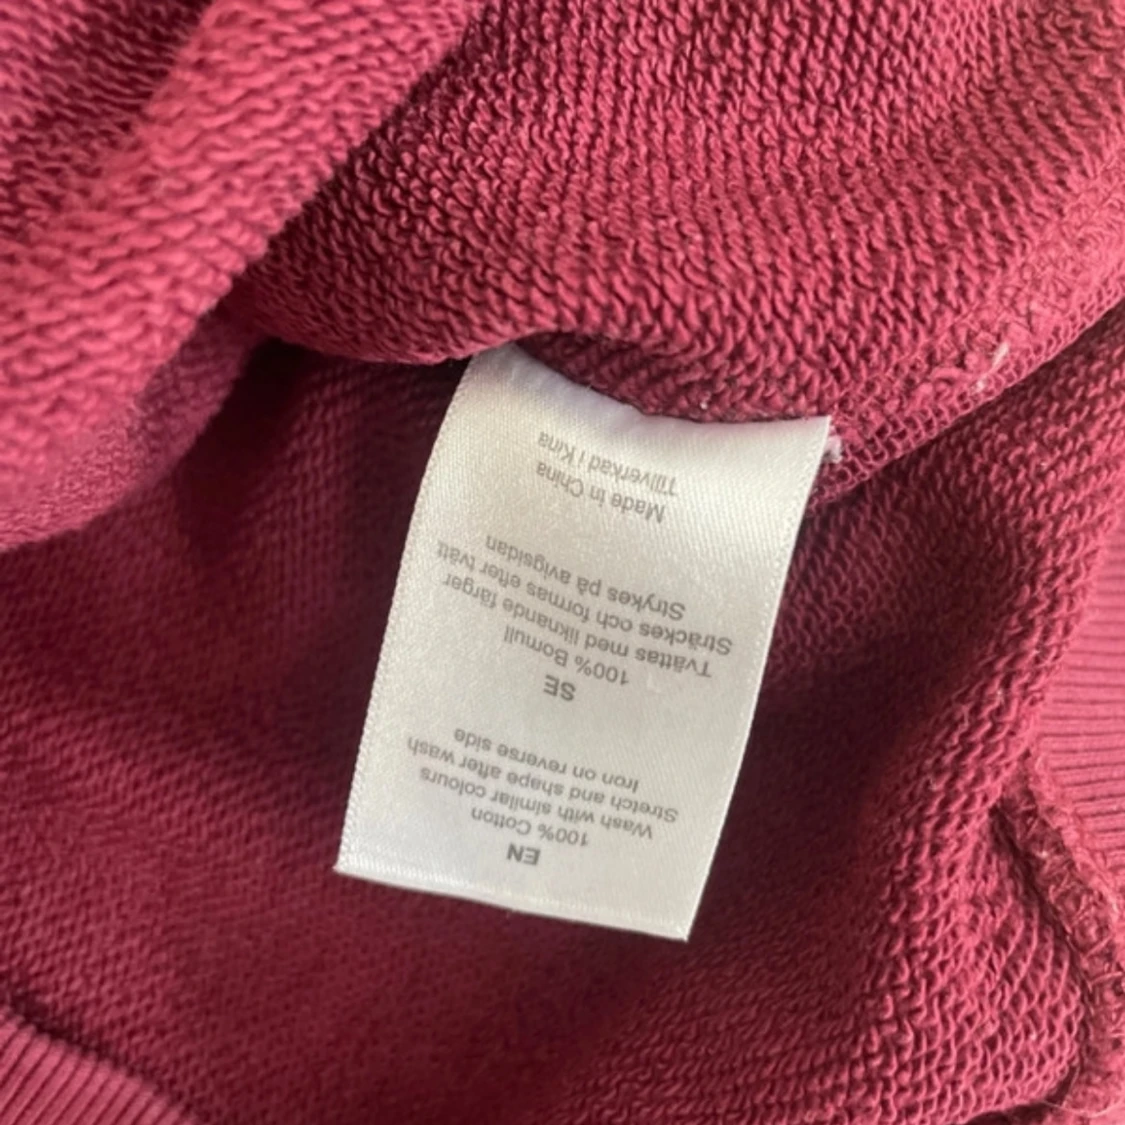 EN
100% Cotton
Wash with similar colours
Stretch and shape after wash
Iron on reverse side
SE
100% Bomull
Tvättas med liknande färger
Sträckes och formas efter tvätt
Strykes på avigsidan
Made in China
Tillverkad i Kina